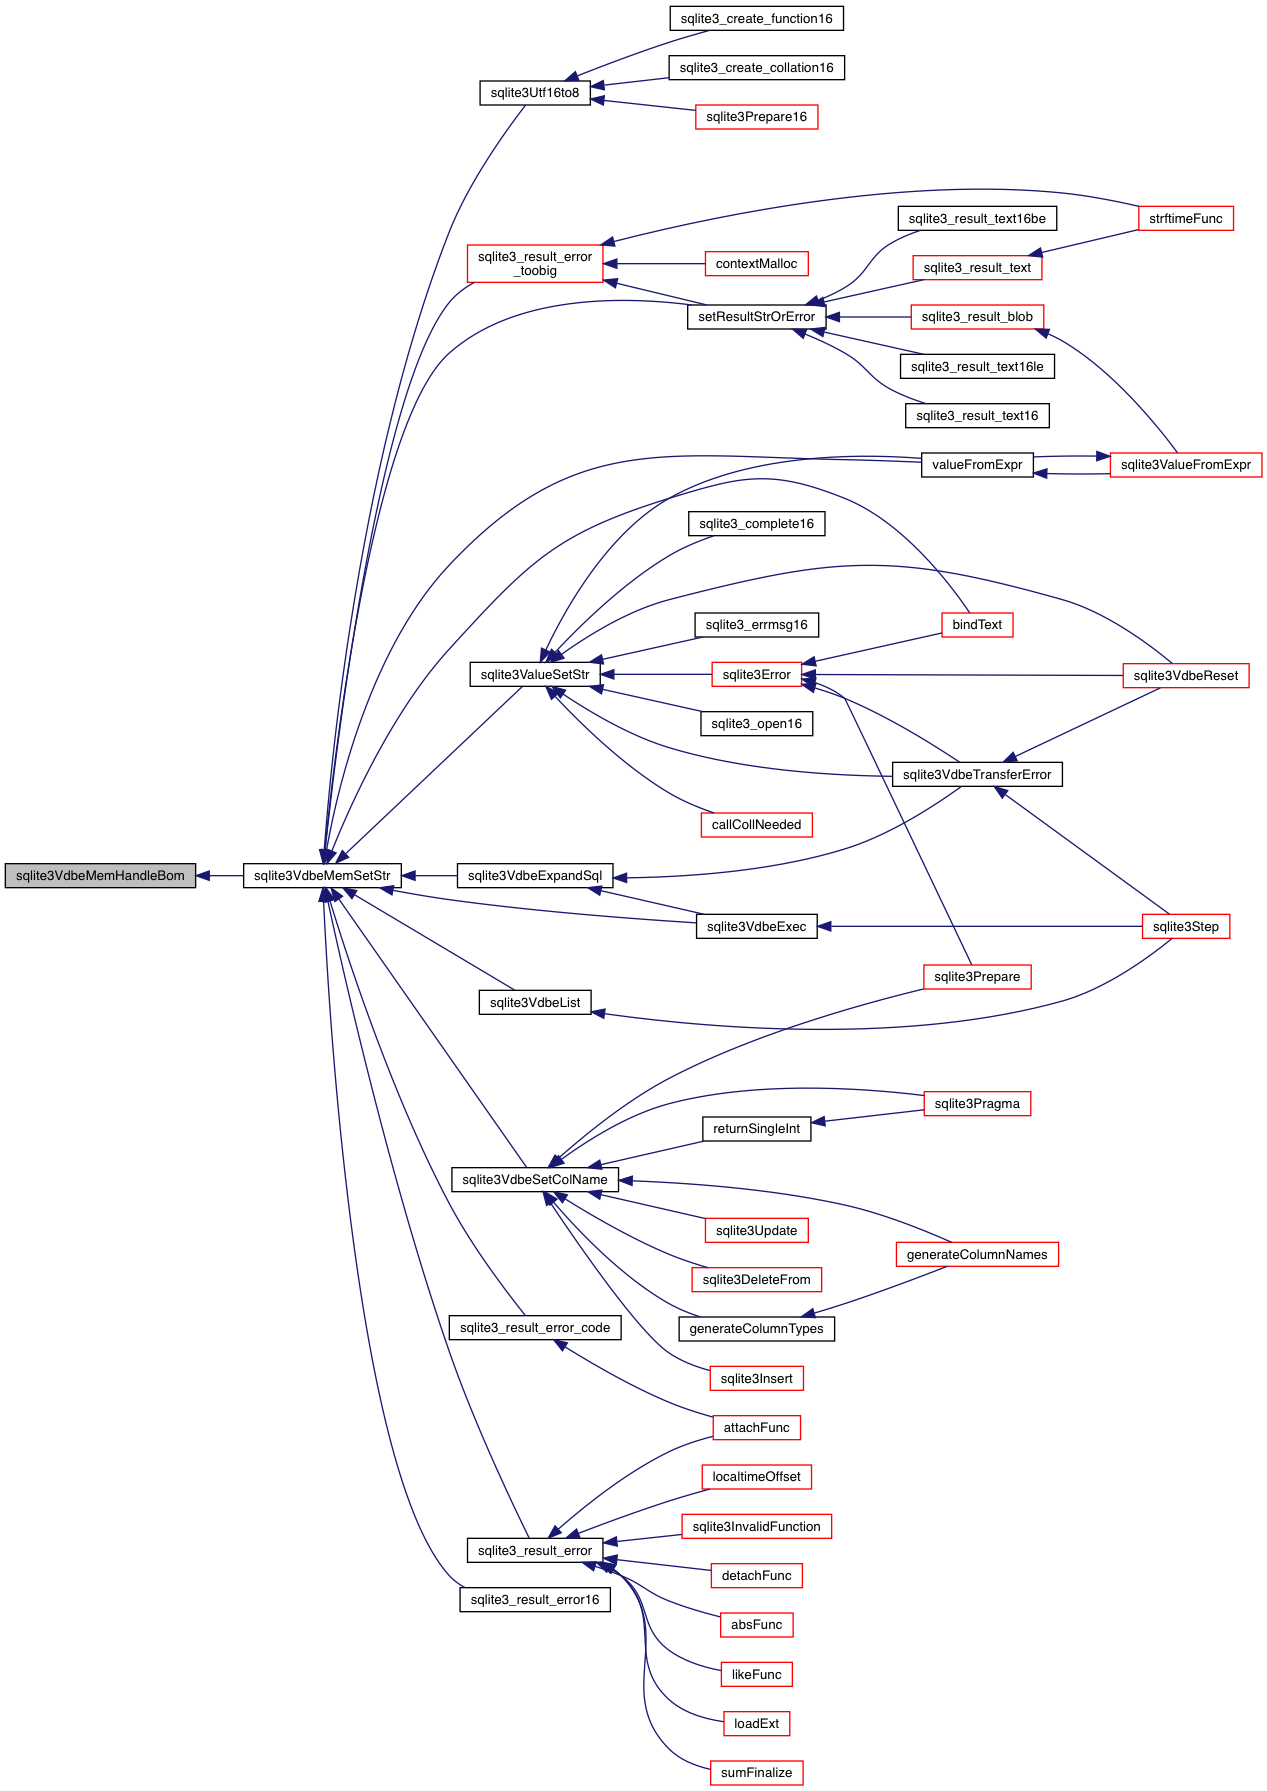 sqlite3_create_function16
sqlite3_create_collation16
sqlite3Utf16to8
sqlite3Prepare16
sqlite3_result_text16be
strftimeFunc
sqlite3_result_error
_toobig
contextMalloc
sqlite3_result_text
setResultStrOrError
sqlite3_result_blob
sqlite3_result_text16le
sqlite3_result_text16
valueFromExpr
sqlite3ValueFromExpr
sqlite3_complete16
sqlite3_errmsg16
bindText
sqlite3ValueSetStr
sqlite3Error
sqlite3VdbeReset
sqlite3_open16
sqlite3VdbeTransferError
callCollNeeded
sqlite3VdbeMemHandleBom
sqlite3VdbeMemSetStr
sqlite3VdbeExpandSql
sqlite3VdbeExec
sqlite3Step
sqlite3Prepare
sqlite3VdbeList
sqlite3Pragma
returnSingleInt
sqlite3VdbeSetColName
sqlite3Update
generateColumnNames
sqlite3DeleteFrom
sqlite3_result_error_code
generateColumnTypes
sqlite3Insert
attachFunc
localtimeOffset
sqlite3InvalidFunction
sqlite3_result_error
detachFunc
sqlite3_result_error16
absFunc
likeFunc
loadExt
sumFinalize